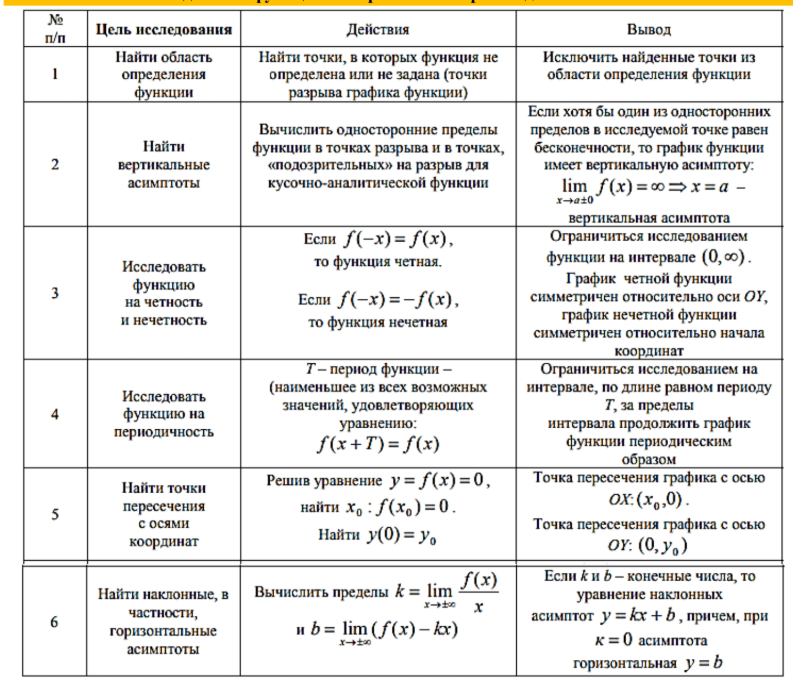 № п/п
Цель исследования
Действия
Вывод
1
Найти область
определения
функции
Найти точки, в которых функция не
определена или не задана (точки
разрыва графика функции)
Исключить найденные точки из
области определения функции
2
Найти
вертикальные
асимптоты
Вычислить односторонние пределы
функции в точках разрыва и в точках,
«подозрительных» на разрыв для
кусочно-аналитической функции
Если хотя бы один из односторонних
пределов в исследуемой точке равен
бесконечности, то график функции
имеет вертикальную асимптоту:
lim f(x) = ∞ ⇒ x = a –
x→a±0
вертикальная асимптота
3
Исследовать
функцию
на четность
и нечетность
Если f(−x) = f(x),
то функция четная.
Если f(−x) = −f(x),
то функция нечетная
Ограничиться исследованием
функции на интервале (0,∞).
График четной функции
симметричен относительно оси OY,
график нечетной функции
симметричен относительно начала
координат
4
Исследовать
функцию на
периодичность
T – период функции –
(наименьшее из всех возможных
значений, удовлетворяющих
уравнению:
f(x + T) = f(x)
Ограничиться исследованием на
интервале, по длине равном периоду
T, за пределы
интервала продолжить график
функции периодическим
образом
5
Найти точки
пересечения
с осями
координат
Решив уравнение y = f(x) = 0,
найти x₀ : f(x₀) = 0.
Найти y(0) = y₀
Точка пересечения графика с осью
OX: (x₀,0).
Точка пересечения графика с осью
OY: (0, y₀)
6
Найти наклонные, в
частности,
горизонтальные
асимптоты
Вычислить пределы k = lim f(x)/x
x→±∞
и b = lim (f(x) − kx)
x→±∞
Если k и b – конечные числа, то
уравнение наклонных
асимптот y = kx + b, причем, при
к = 0 асимптота
горизонтальная y = b